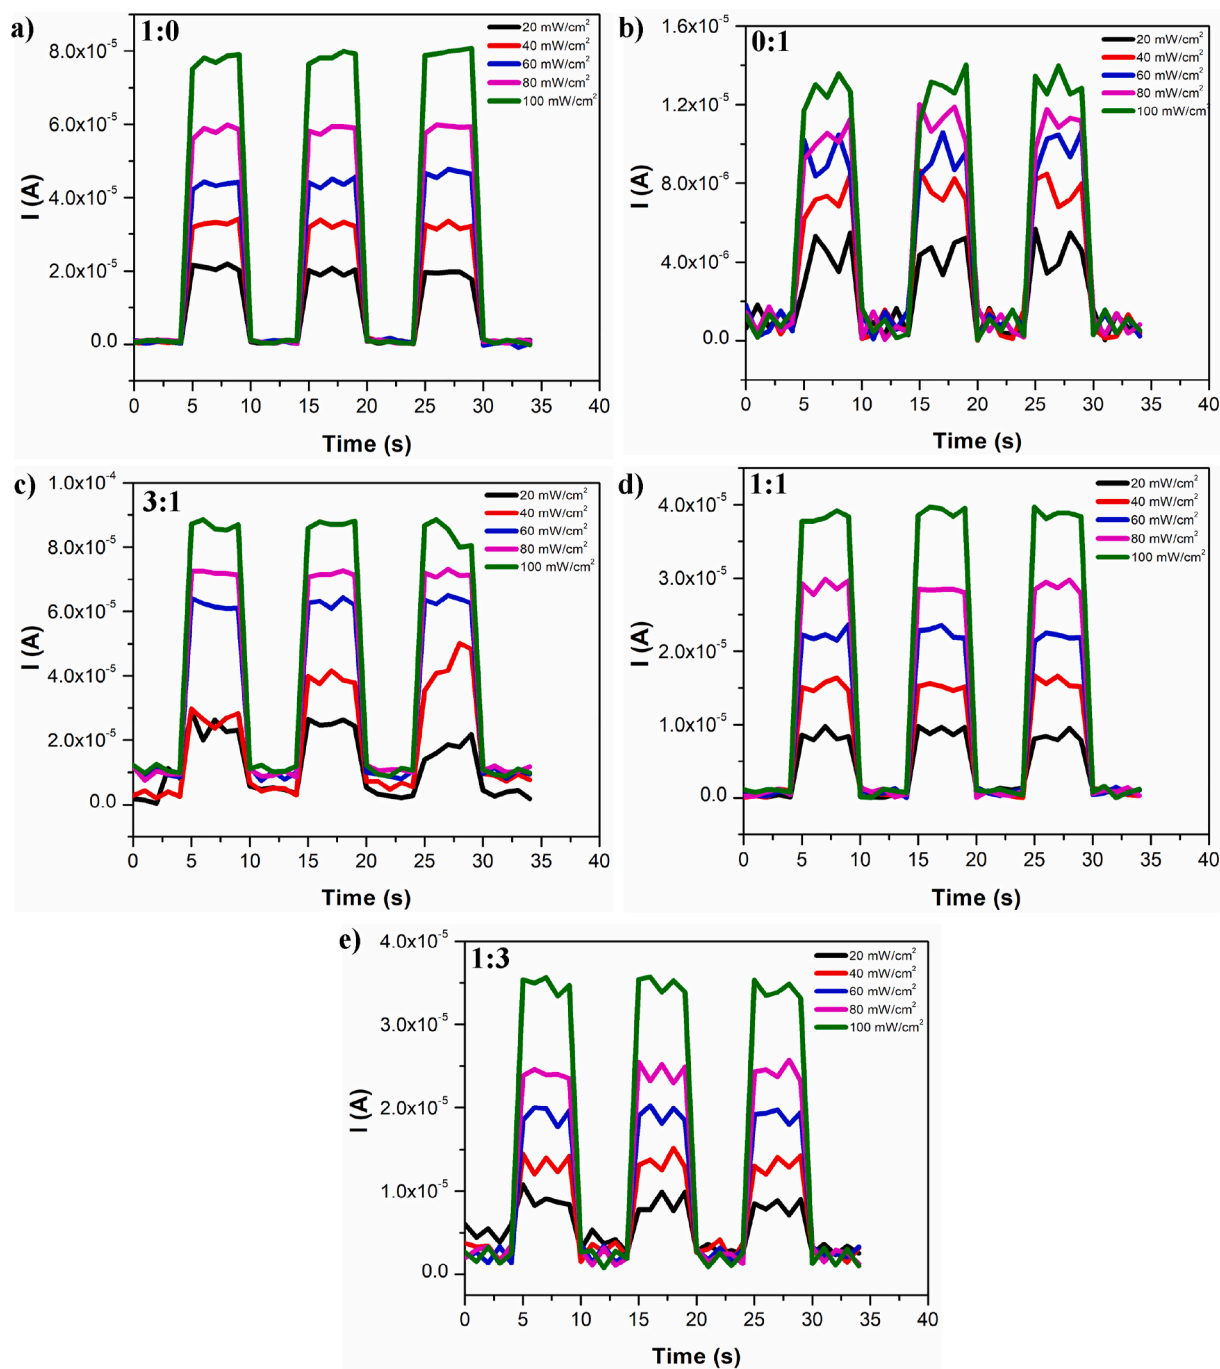 a)
1:0
20 mW/cm²
40 mW/cm²
60 mW/cm²
80 mW/cm²
100 mW/cm²
8.0x10⁻⁵
6.0x10⁻⁵
4.0x10⁻⁵
2.0x10⁻⁵
0.0
I (A)
0 5 10 15 20 25 30 35 40
Time (s)
b)
0:1
20 mW/cm²
40 mW/cm²
60 mW/cm²
80 mW/cm²
100 mW/cm²
1.6x10⁻⁵
1.2x10⁻⁵
8.0x10⁻⁶
4.0x10⁻⁶
0.0
I (A)
0 5 10 15 20 25 30 35 40
Time (s)
c)
3:1
20 mW/cm²
40 mW/cm²
60 mW/cm²
80 mW/cm²
100 mW/cm²
1.0x10⁻⁴
8.0x10⁻⁵
6.0x10⁻⁵
4.0x10⁻⁵
2.0x10⁻⁵
0.0
I (A)
0 5 10 15 20 25 30 35 40
Time (s)
d)
1:1
20 mW/cm²
40 mW/cm²
60 mW/cm²
80 mW/cm²
100 mW/cm²
4.0x10⁻⁵
3.0x10⁻⁵
2.0x10⁻⁵
1.0x10⁻⁵
0.0
I (A)
0 5 10 15 20 25 30 35 40
Time (s)
e)
1:3
20 mW/cm²
40 mW/cm²
60 mW/cm²
80 mW/cm²
100 mW/cm²
4.0x10⁻⁵
3.0x10⁻⁵
2.0x10⁻⁵
1.0x10⁻⁵
0.0
I (A)
0 5 10 15 20 25 30 35 40
Time (s)